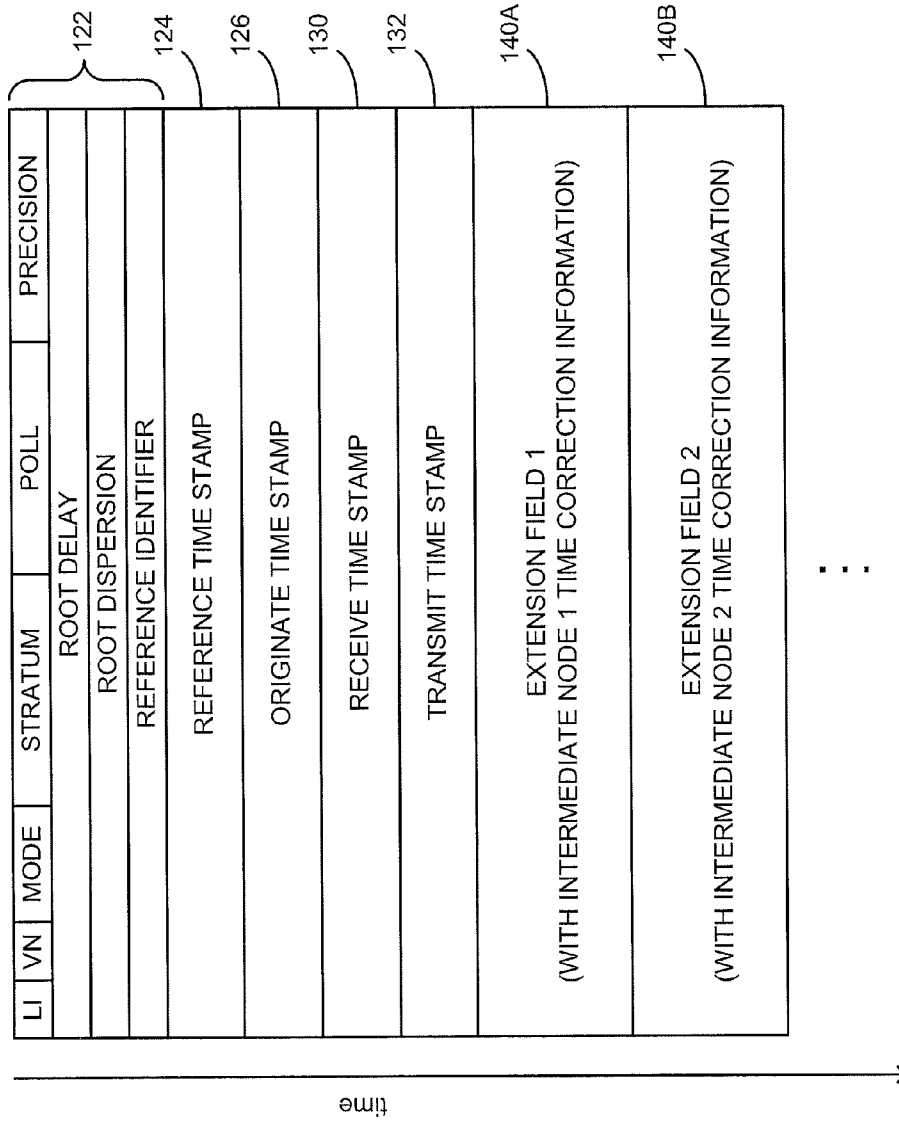 LI VN MODE STRATUM POLL PRECISION
ROOT DELAY
ROOT DISPERSION
REFERENCE IDENTIFIER
122
REFERENCE TIME STAMP
124
ORIGINATE TIME STAMP
126
RECEIVE TIME STAMP
130
TRANSMIT TIME STAMP
132
EXTENSION FIELD 1
(WITH INTERMEDIATE NODE 1 TIME CORRECTION INFORMATION)
140A
EXTENSION FIELD 2
(WITH INTERMEDIATE NODE 2 TIME CORRECTION INFORMATION)
140B
...
time